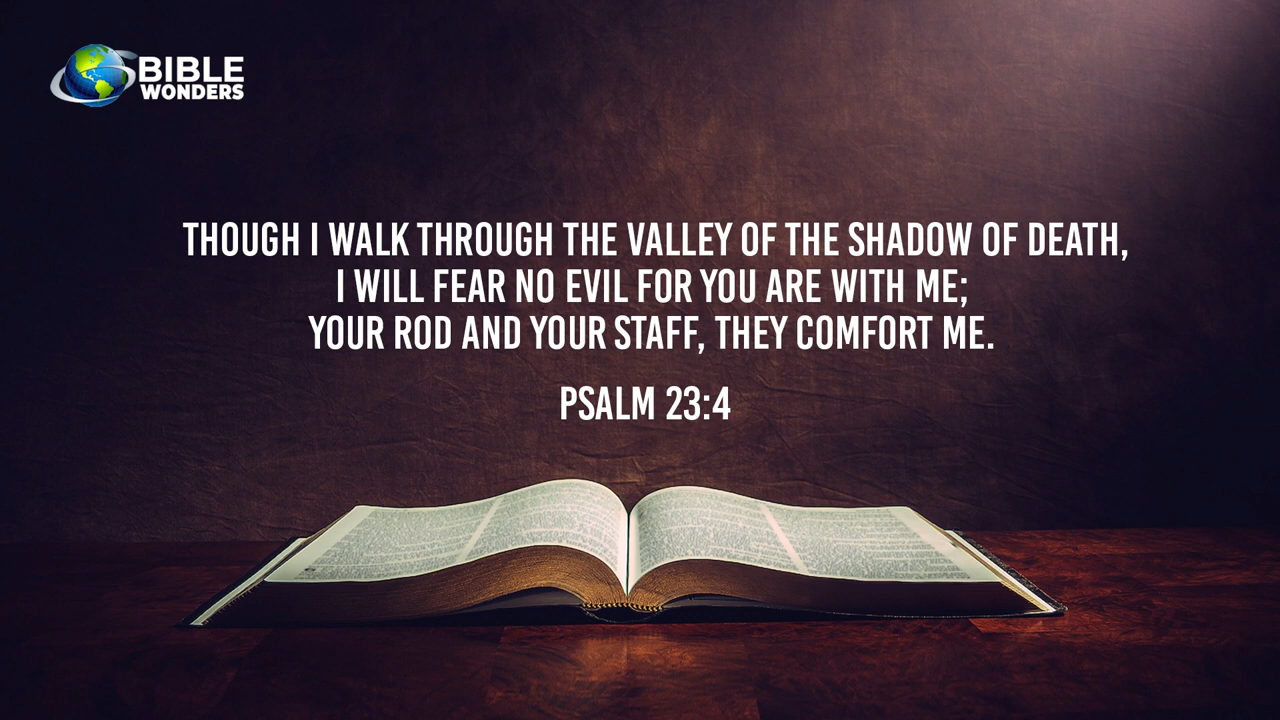 BIBLE
WONDERS
THOUGH I WALK THROUGH THE VALLEY OF THE SHADOW OF DEATH,
I WILL FEAR NO EVIL FOR YOU ARE WITH ME;
YOUR ROD AND YOUR STAFF, THEY COMFORT ME.
PSALM 23:4